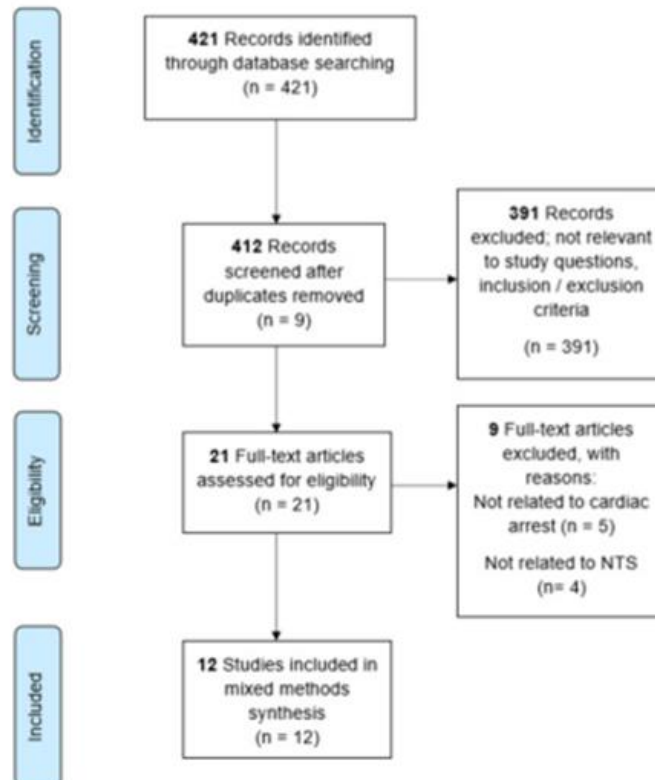 Identification
421 Records identified
through database searching
(n = 421)
Screening
412 Records
screened after
duplicates removed
(n = 9)
391 Records
excluded; not relevant
to study questions,
inclusion / exclusion
criteria
(n = 391)
Eligibility
21 Full-text articles
assessed for eligibility
(n = 21)
9 Full-text articles
excluded, with
reasons:
Not related to cardiac
arrest (n = 5)
Not related to NTS
(n= 4)
Included
12 Studies included in
mixed methods
synthesis
(n = 12)